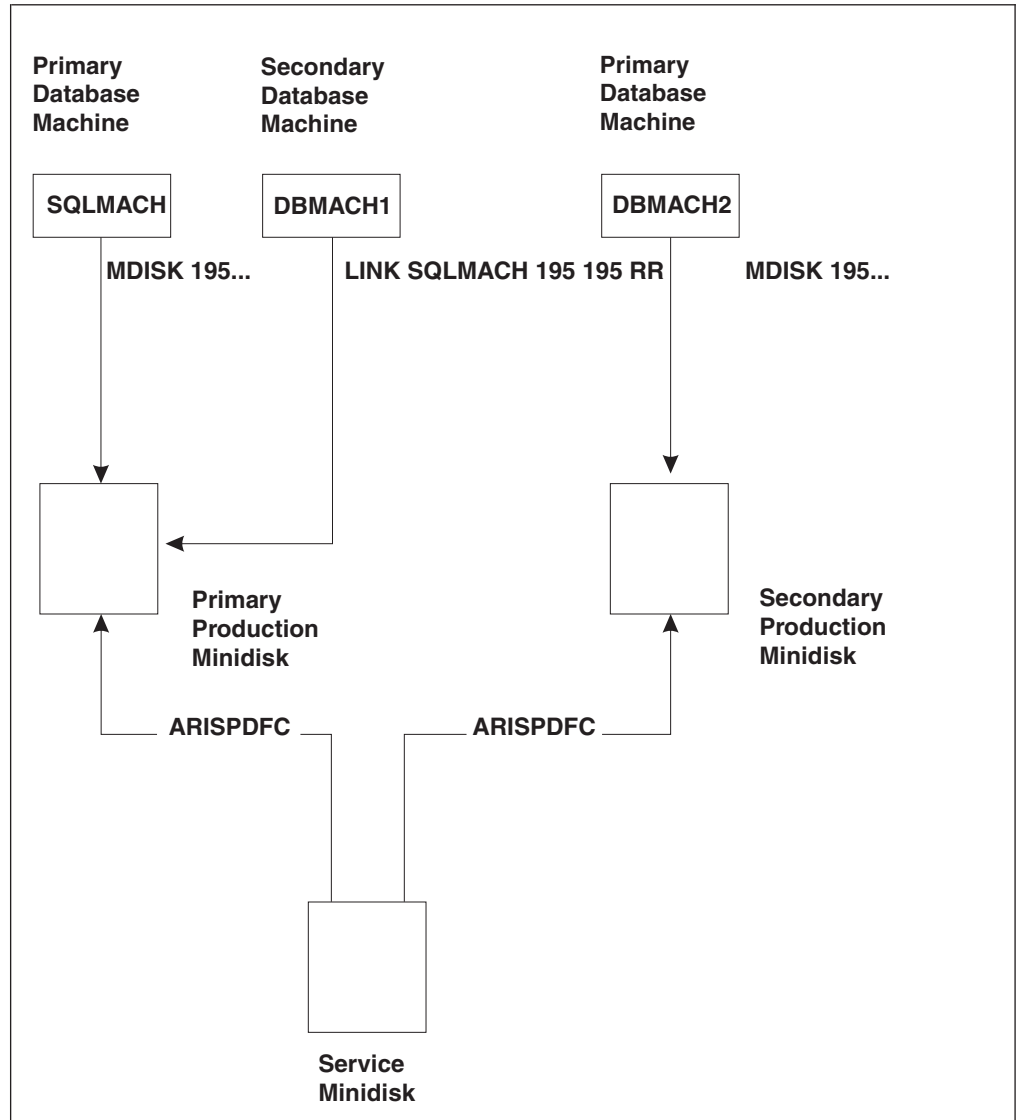 Primary
Database
Machine
Secondary
Database
Machine
Primary
Database
Machine
SQLMACH
DBMACH1
DBMACH2
MDISK 195...
LINK SQLMACH 195 195 RR
MDISK 195...
Primary
Production
Minidisk
Secondary
Production
Minidisk
ARISPDFC
ARISPDFC
Service
Minidisk